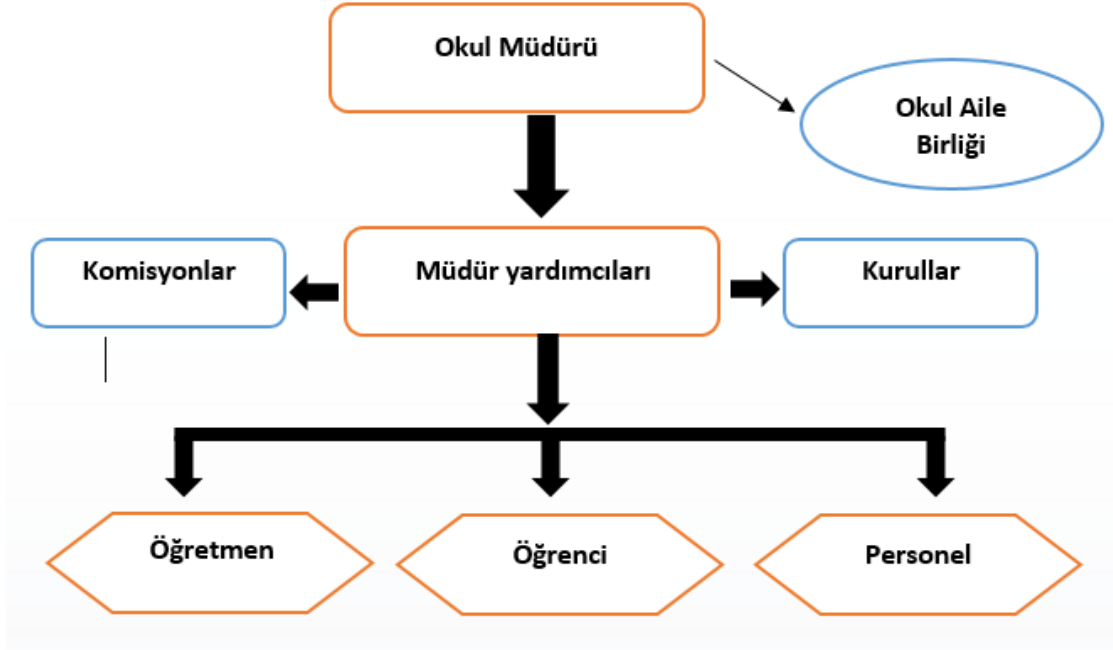 Okul Müdürü
Okul Aile
Birliği
Komisyonlar
Müdür yardımcıları
Kurullar
Öğretmen
Öğrenci
Personel